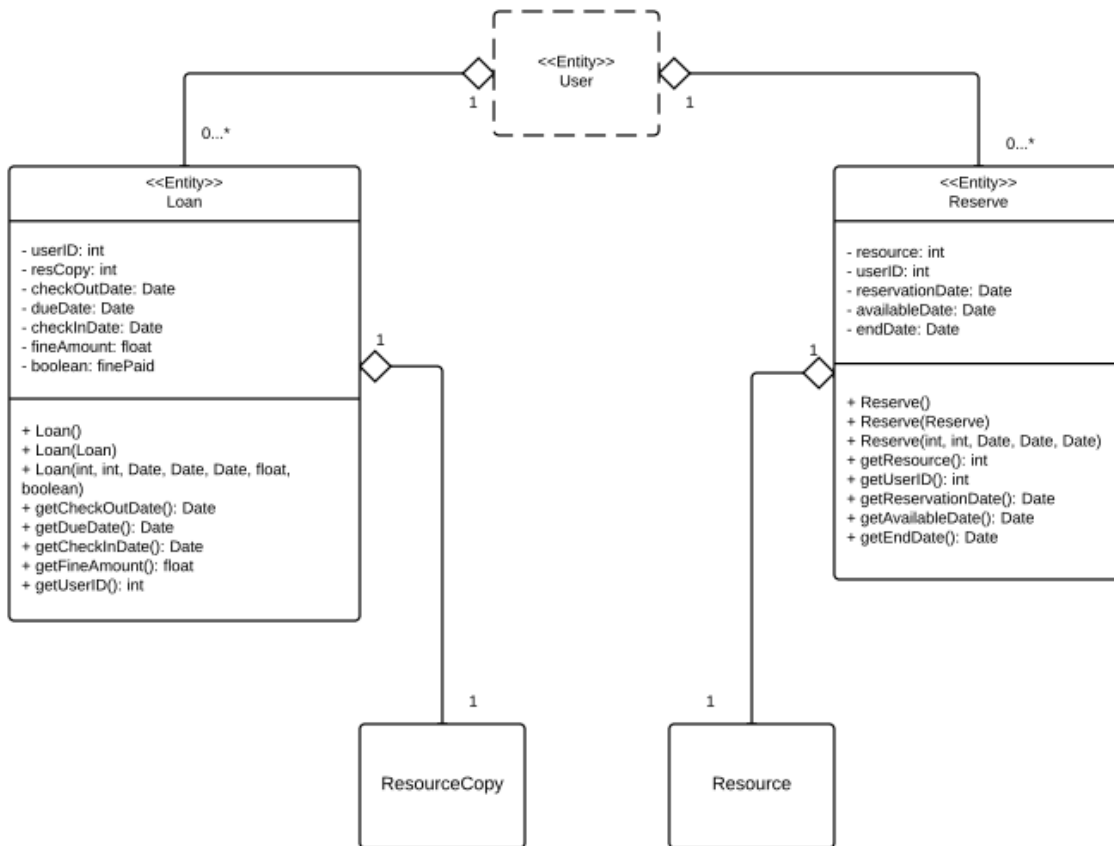 <<Entity>>
User
1
1
0...*
0...*
<<Entity>>
Loan
- userID: int
- resCopy: int
- checkOutDate: Date
- dueDate: Date
- checkInDate: Date
- fineAmount: float
- boolean: finePaid
+ Loan()
+ Loan(Loan)
+ Loan(int, int, Date, Date, Date, float,
boolean)
+ getCheckOutDate(): Date
+ getDueDate(): Date
+ getCheckInDate(): Date
+ getFineAmount(): float
+ getUserID(): int
1
1
ResourceCopy
<<Entity>>
Reserve
- resource: int
- userID: int
- reservationDate: Date
- availableDate: Date
- endDate: Date
+ Reserve()
+ Reserve(Reserve)
+ Reserve(int, int, Date, Date, Date)
+ getResource(): int
+ getUserID(): int
+ getReservationDate(): Date
+ getAvailableDate(): Date
+ getEndDate(): Date
1
1
Resource